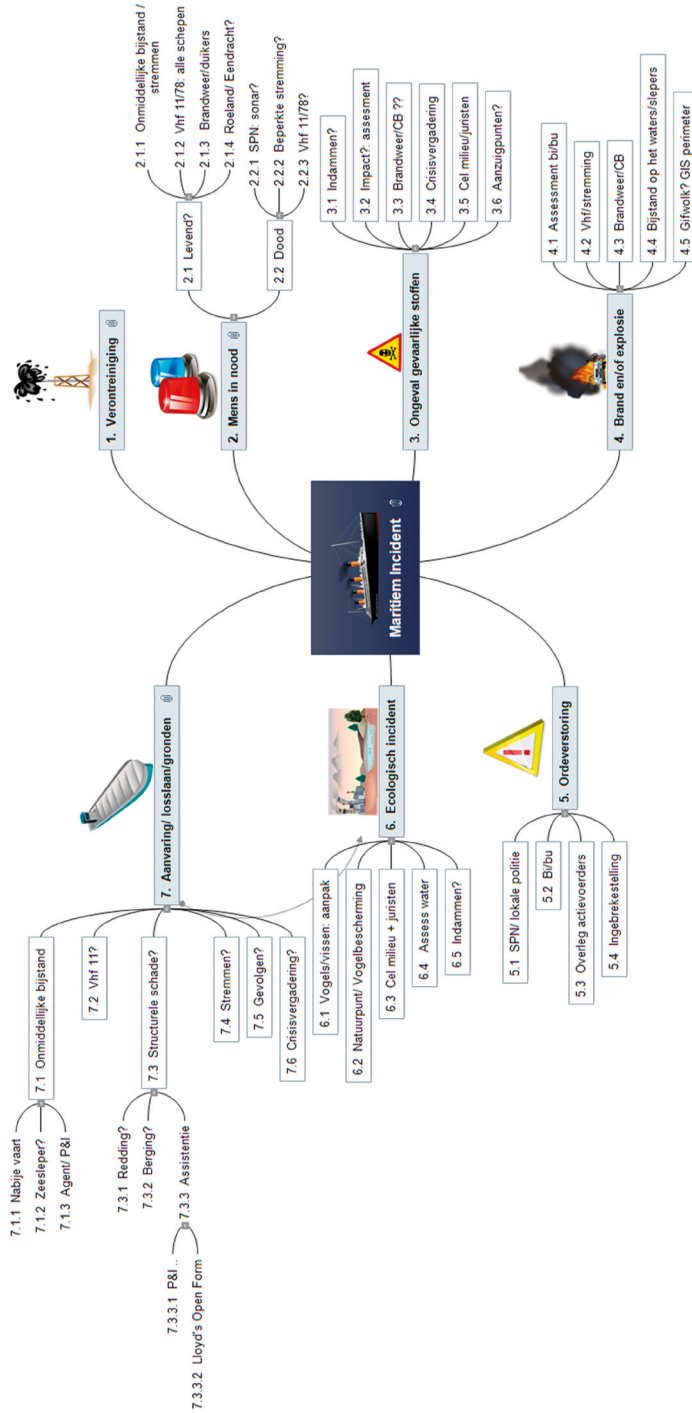 Maritiem Incident
1. Verontreiniging
2. Mens in nood
2.1 Levend?
2.1.1 Onmiddellijke bijstand /
stremmen
2.1.2 Vhf 11/78: alle schepen
2.1.3 Brandweer/duikers
2.1.4 Roeland/ Eendracht?
2.2 Dood
2.2.1 SPN: sonar?
2.2.2 Beperkte stremming?
2.2.3 Vhf 11/78?
3. Ongeval gevaarlijke stoffen
3.1 Indammen?
3.2 Impact?: assesment
3.3 Brandweer/CB ??
3.4 Crisisvergadering
3.5 Cel milieu/juristen
3.6 Aanzuigpunten?
4. Brand en/of explosie
4.1 Assessment bi/bu
4.2 Vhf/stremming
4.3 Brandweer/CB
4.4 Bijstand op het waters/slepers
4.5 Gifwolk? GIS perimeter
5. Ordeverstoring
5.1 SPN/ lokale politie
5.2 Bi/bu
5.3 Overleg actievoerders
5.4 Ingebrekestelling
6. Ecologisch incident
6.1 Vogels/vissen: aanpak
6.2 Natuurpunt/ Vogelbescherming
6.3 Cel milieu + juristen
6.4 Assess water
6.5 Indammen?
7. Aanvaring/ losslaan/gronden
7.1 Onmiddellijke bijstand
7.1.1 Nabije vaart
7.1.2 Zeesleper?
7.1.3 Agent/ P&I
7.2 Vhf 11?
7.3 Structurele schade?
7.3.1 Redding?
7.3.2 Berging?
7.3.3 Assistentie
7.3.3.1 P&I ..
7.3.3.2 Lloyd's Open Form
7.4 Stremmen?
7.5 Gevolgen?
7.6 Crisisvergadering?